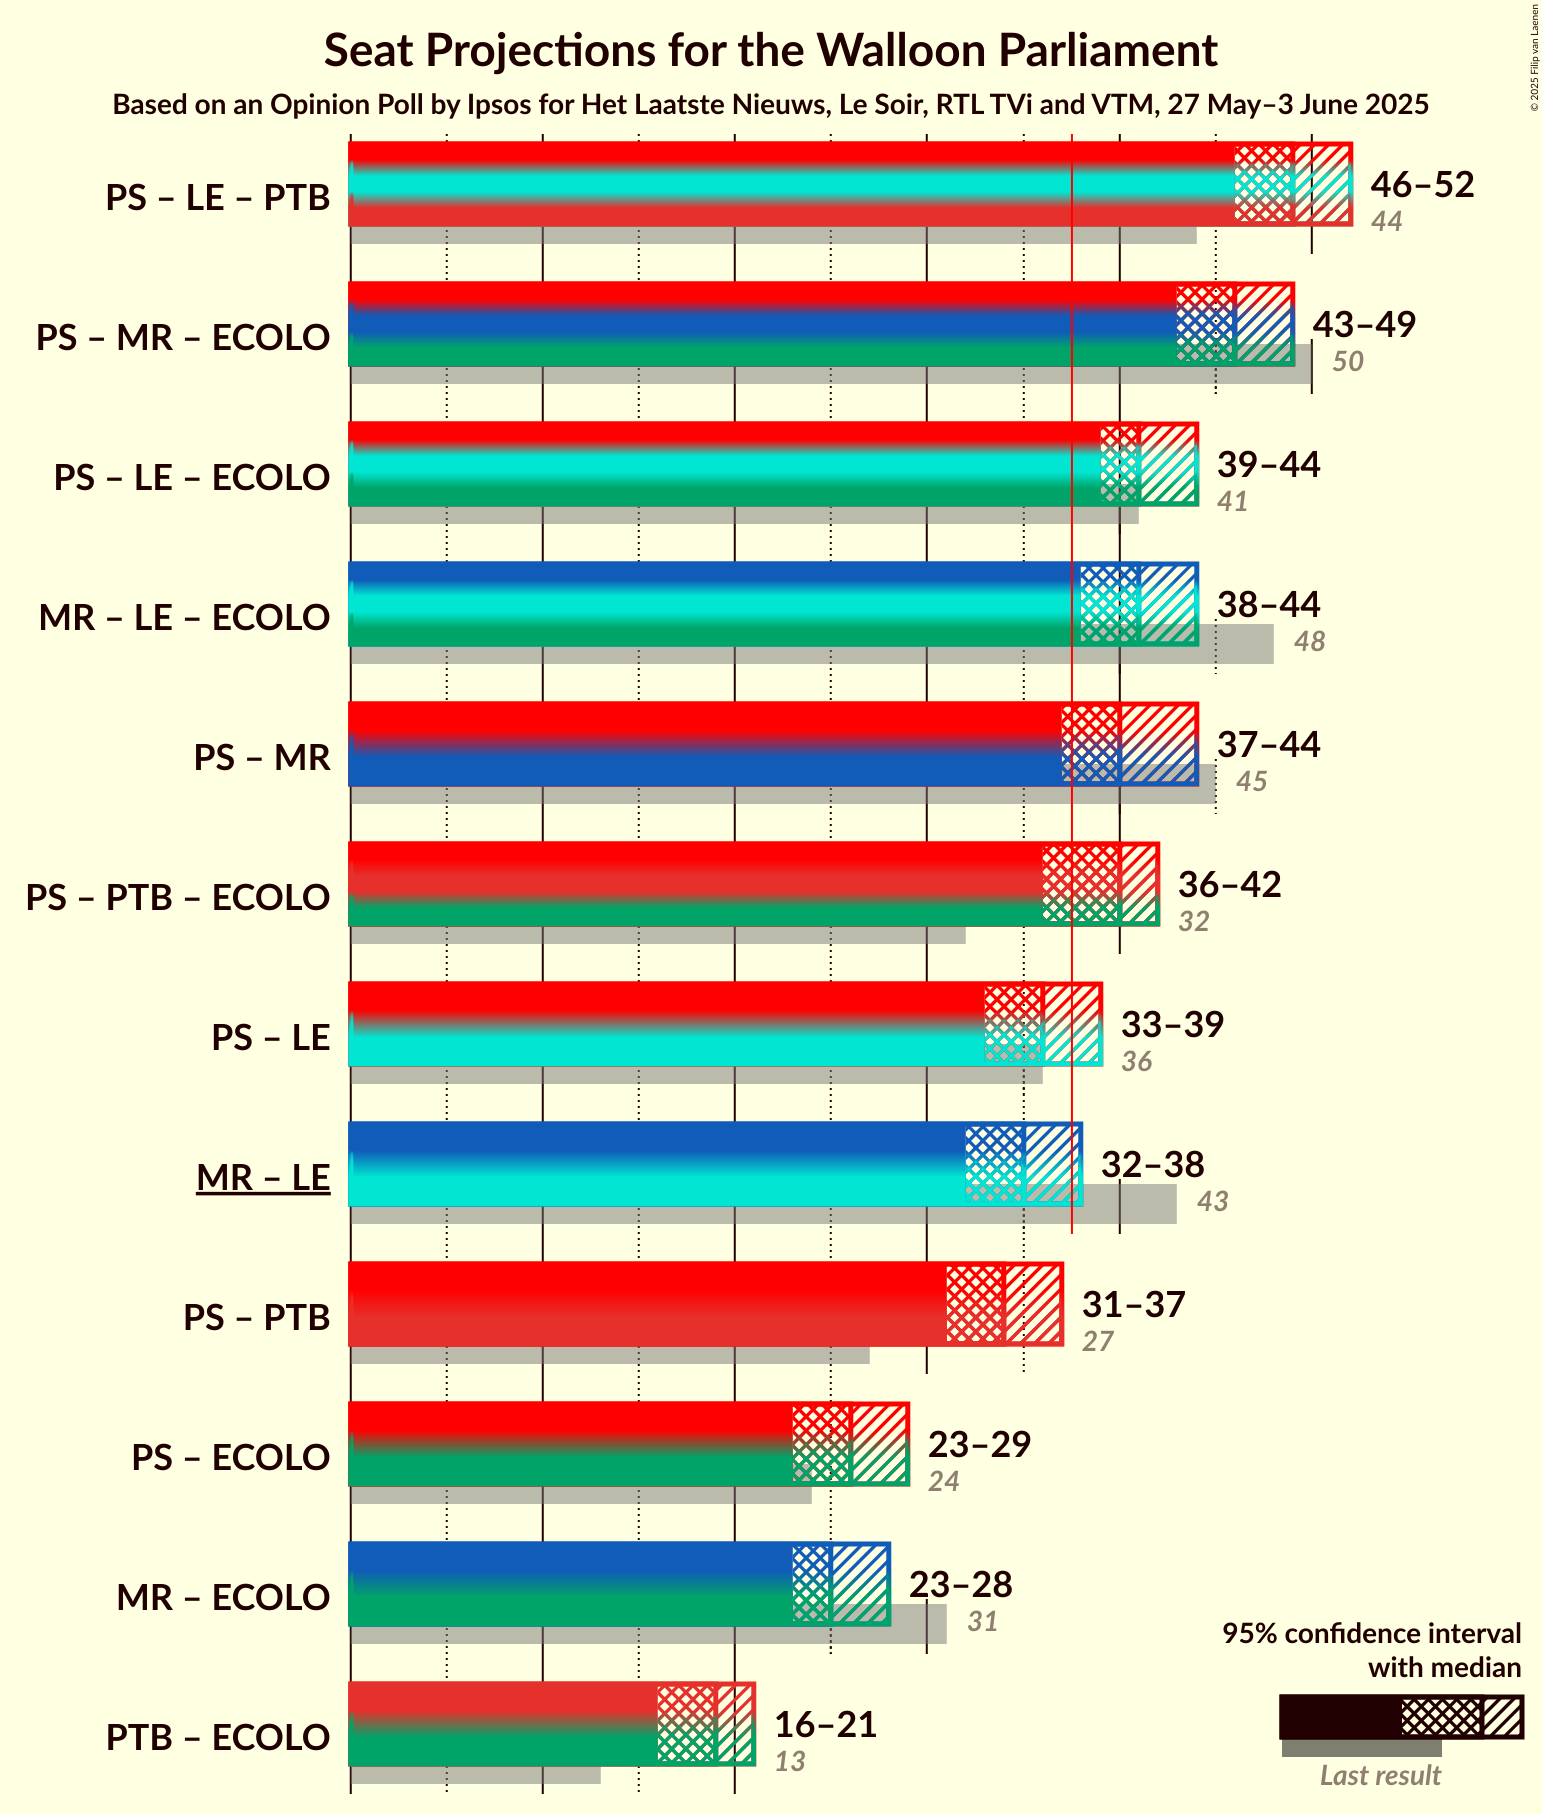 Seat Projections for the Walloon Parliament
Based on an Opinion Poll by Ipsos for Het Laatste Nieuws, Le Soir, RTL TVi and VTM, 27 May–3 June 2025
© 2025 Filip van Laenen
PS – LE – PTB
46–52
44
PS – MR – ECOLO
43–49
50
PS – LE – ECOLO
39–44
41
MR – LE – ECOLO
38–44
48
PS – MR
37–44
45
PS – PTB – ECOLO
36–42
32
PS – LE
33–39
36
MR – LE
32–38
43
PS – PTB
31–37
27
PS – ECOLO
23–29
24
MR – ECOLO
23–28
31
PTB – ECOLO
16–21
13
95% confidence interval
with median
Last result